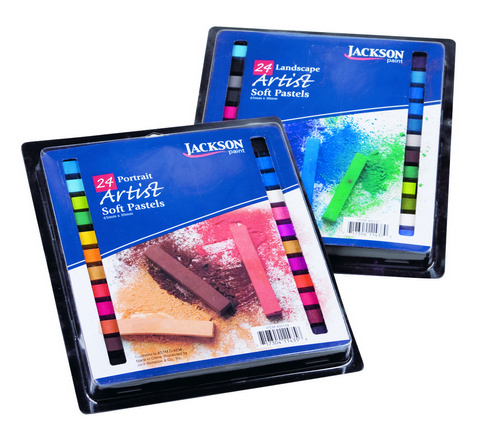 JACKSON
paint
24 Landscape
Artist
Soft Pastels
JACKSON
paint
24 Portrait
Artist
Soft Pastels